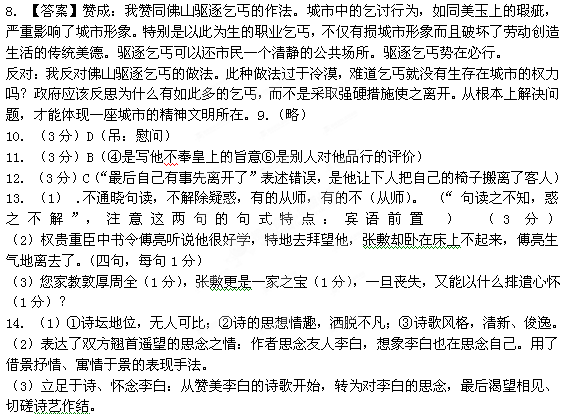 8. 【答案】赞成：我赞同佛山驱逐乞丐的作法。城市中的乞讨行为，如同美玉上的瑕疵，
严重影响了城市形象。特别是以此为生的职业乞丐，不仅有损城市形象而且破坏了劳动创造
生活的传统美德。驱逐乞丐可以还市民一个清静的公共场所。驱逐乞丐势在必行。
反对：我反对佛山驱逐乞丐的做法。此种做法过于冷漠，难道乞丐就没有生存在城市的权力
吗？政府应该反思为什么有如此多的乞丐，而不是采取强硬措施使之离开。从根本上解决问
题，才能体现一座城市的精神文明所在。9.（略）
10. （3分）D（吊：慰问）
11. （3分）B（④是写他不奉皇上的旨意⑥是别人对他品行的评价）
12. （3分）C（“最后自己有事先离开了”表述错误，是他让下人把自己的椅子搬离了客人）
13. （1） .不通晓句读，不解除疑惑，有的从师，有的不（从师）。 （“ 句读之不知，惑
之不解”，注意这两句的句式特点：宾语前置 ） （3分）
（2）权贵重臣中书令傅亮听说他很好学，特地去拜望他，张敷却卧在床上不起来，傅亮生
气地离去了。（四句，每句1分）
（3）您家教敦厚周全（1分），张敷更是一家之宝（1分），一旦丧失，又能以什么排遣心怀
（1分）？
14. （1）①诗坛地位，无人可比；②诗的思想情趣，洒脱不凡；③诗歌风格，清新、俊逸。
（2）表达了双方翘首遥望的思念之情：作者思念友人李白，想象李白也在思念自己。用了
借景抒情、寓情于景的表现手法。
（3）立足于诗、怀念李白：从赞美李白的诗歌开始，转为对李白的思念，最后渴望相见、
切磋诗艺作结。